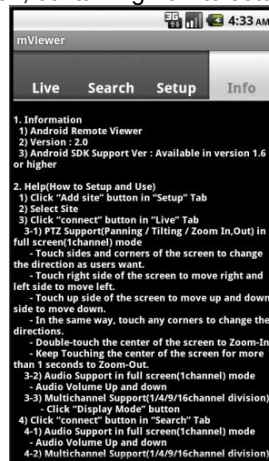 3G 4:33 AM
mViewer
Live Search Setup Info
1. Information
1) Android Remote Viewer
2) Version : 2.0
3) Android SDK Support Ver : Available in version 1.6
or higher
2. Help(How to Setup and Use)
1) Click "Add site" button in "Setup" Tab
2) Select Site
3) Click "connect" button in "Live" Tab
3-1) PTZ Support(Panning / Tilting / Zoom In,Out) in
full screen(1channel) mode
- Touch sides and corners of the screen to change
the direction as users want.
- Touch right side of the screen to move right and
left side to move left.
- Touch up side of the screen to move up and down
side to move down.
- In the same way, touch any corners to change the
directions.
- Double-touch the center of the screen to Zoom-In
- Keep Touching the center of the screen for more
than 1 seconds to Zoom-Out.
3-2) Audio Support in full screen(1channel) mode
- Audio Volume Up and down
3-3) Multichannel Support(1/4/9/16channel division)
- Click "Display Mode" button
4) Click "connect" button in "Search" Tab
4-1) Audio Support in full screen(1channel) mode
- Audio Volume Up and down
4-2) Multichannel Support(1/4/9/16channel division)